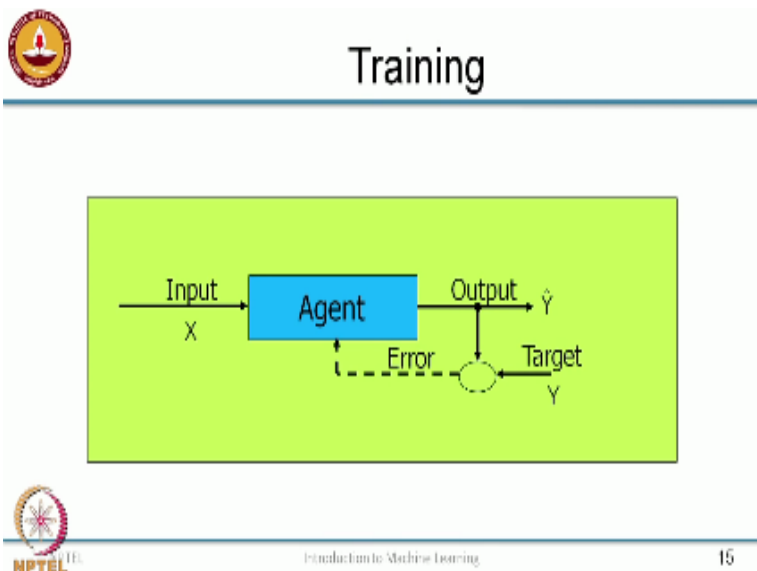 Training
Input
X
Agent
Output
Ŷ
Error
Target
Y
NPTEL
Introduction to Machine Learning
15